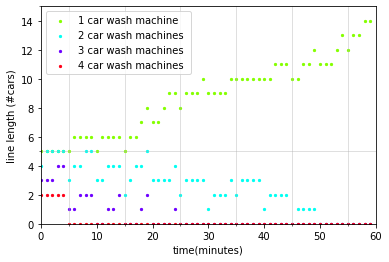 1 car wash machine
2 car wash machines
3 car wash machines
4 car wash machines
line length (#cars)
14
12
10
8
6
4
2
0
0 10 20 30 40 50 60
time(minutes)